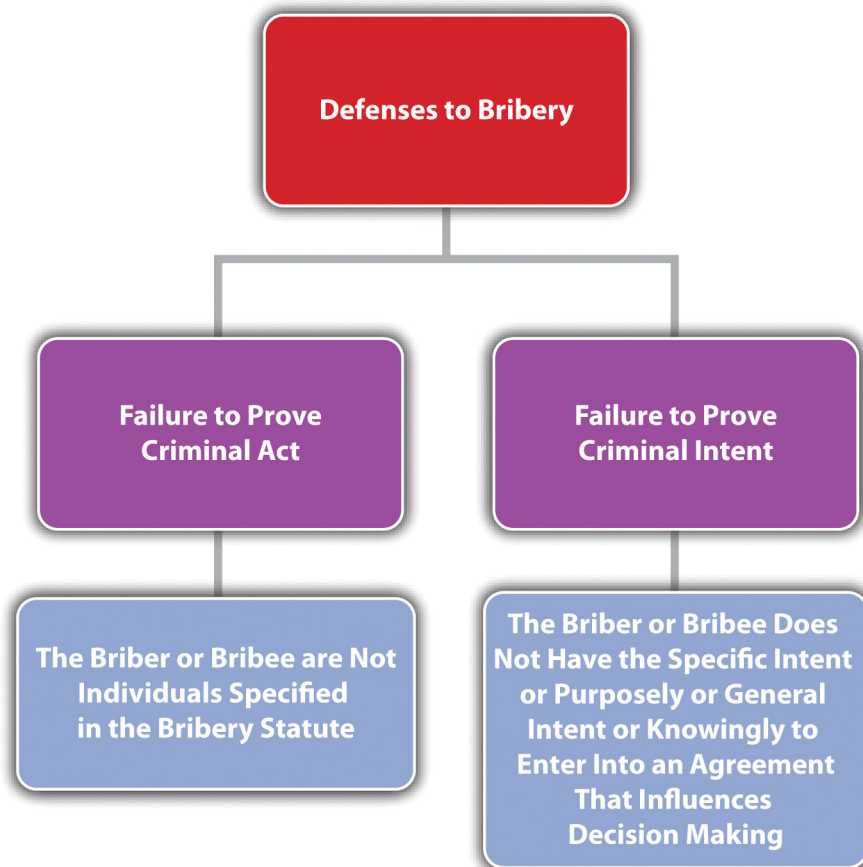 Defenses to Bribery
Failure to Prove
Criminal Act
Failure to Prove
Criminal Intent
The Briber or Bribee are Not
Individuals Specified
in the Bribery Statute
The Briber or Bribee Does
Not Have the Specific Intent
or Purposely or General
Intent or Knowingly to
Enter Into an Agreement
That Influences
Decision Making